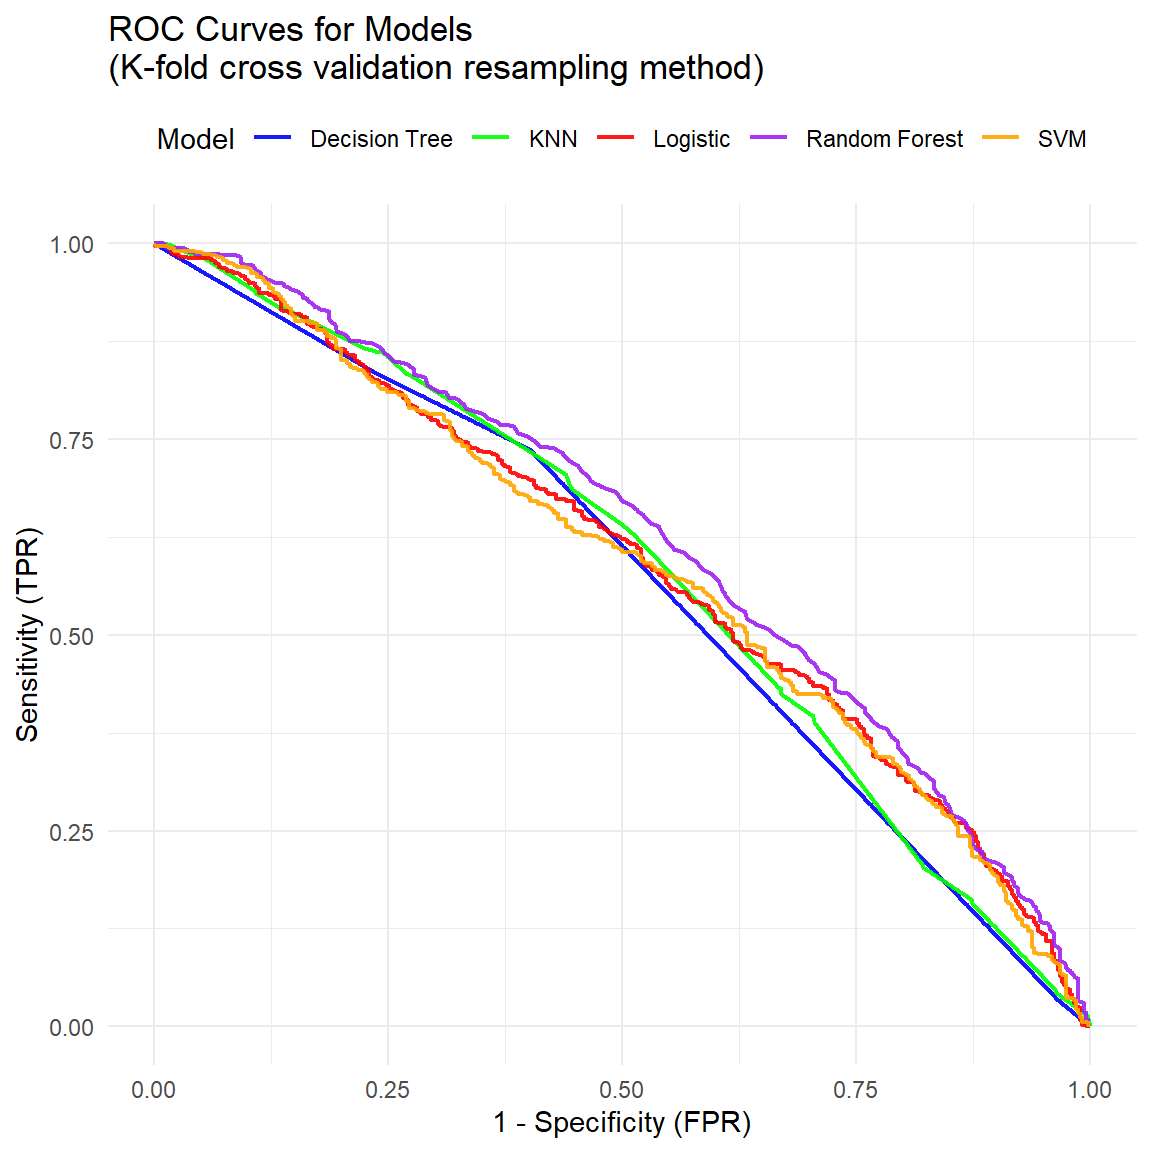 ROC Curves for Models
(K-fold cross validation resampling method)
Model Decision Tree KNN Logistic Random Forest SVM
1.00
0.75
0.50
0.25
0.00
Sensitivity (TPR)
0.00 0.25 0.50 0.75 1.00
1 - Specificity (FPR)